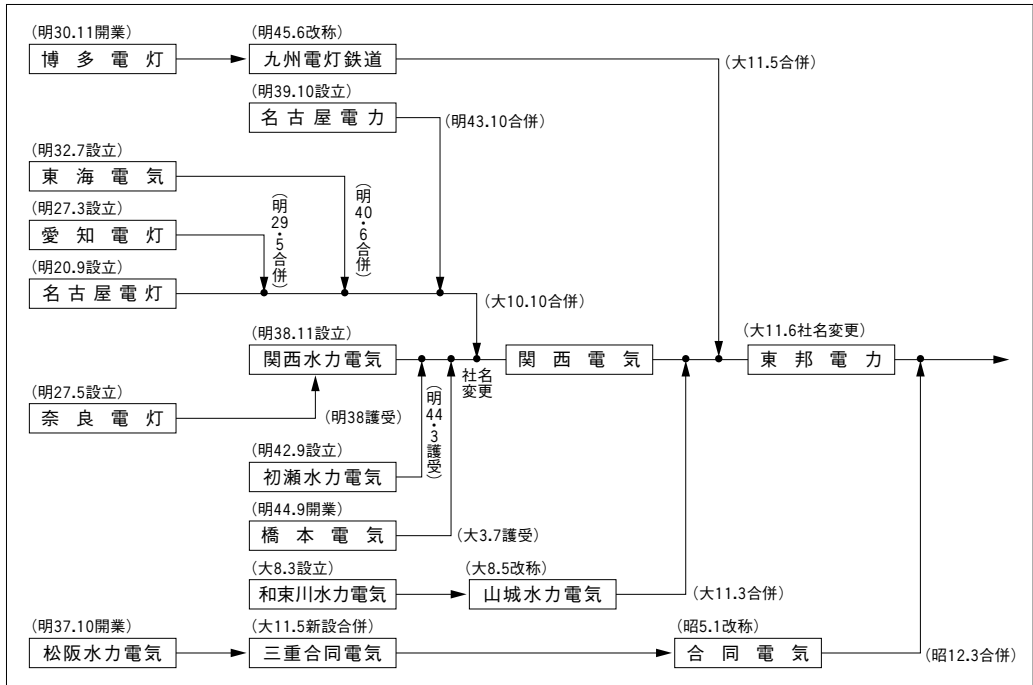 (明30.11開業)
博多電灯
(明45.6改称)
九州電灯鉄道
(大11.5合併)
(明39.10設立)
名古屋電力
(明43.10合併)
(明32.7設立)
東海電気
(明40・6合併)
(明27.3設立)
愛知電灯
(明29・5合併)
(明20.9設立)
名古屋電灯
(大10.10合併)
(明38.11設立)
関西水力電気
社名
変更
関西電気
(大11.6社名変更)
東邦電力
(明27.5設立)
奈良電灯
(明38護受)
(明44・3護受)
(明42.9設立)
初瀬水力電気
(明44.9開業)
橋本電気
(大3.7護受)
(大8.3設立)
和束川水力電気
(大8.5改称)
山城水力電気
(大11.3合併)
(明37.10開業)
松阪水力電気
(大11.5新設合併)
三重合同電気
(昭5.1改称)
合同電気
(昭12.3合併)